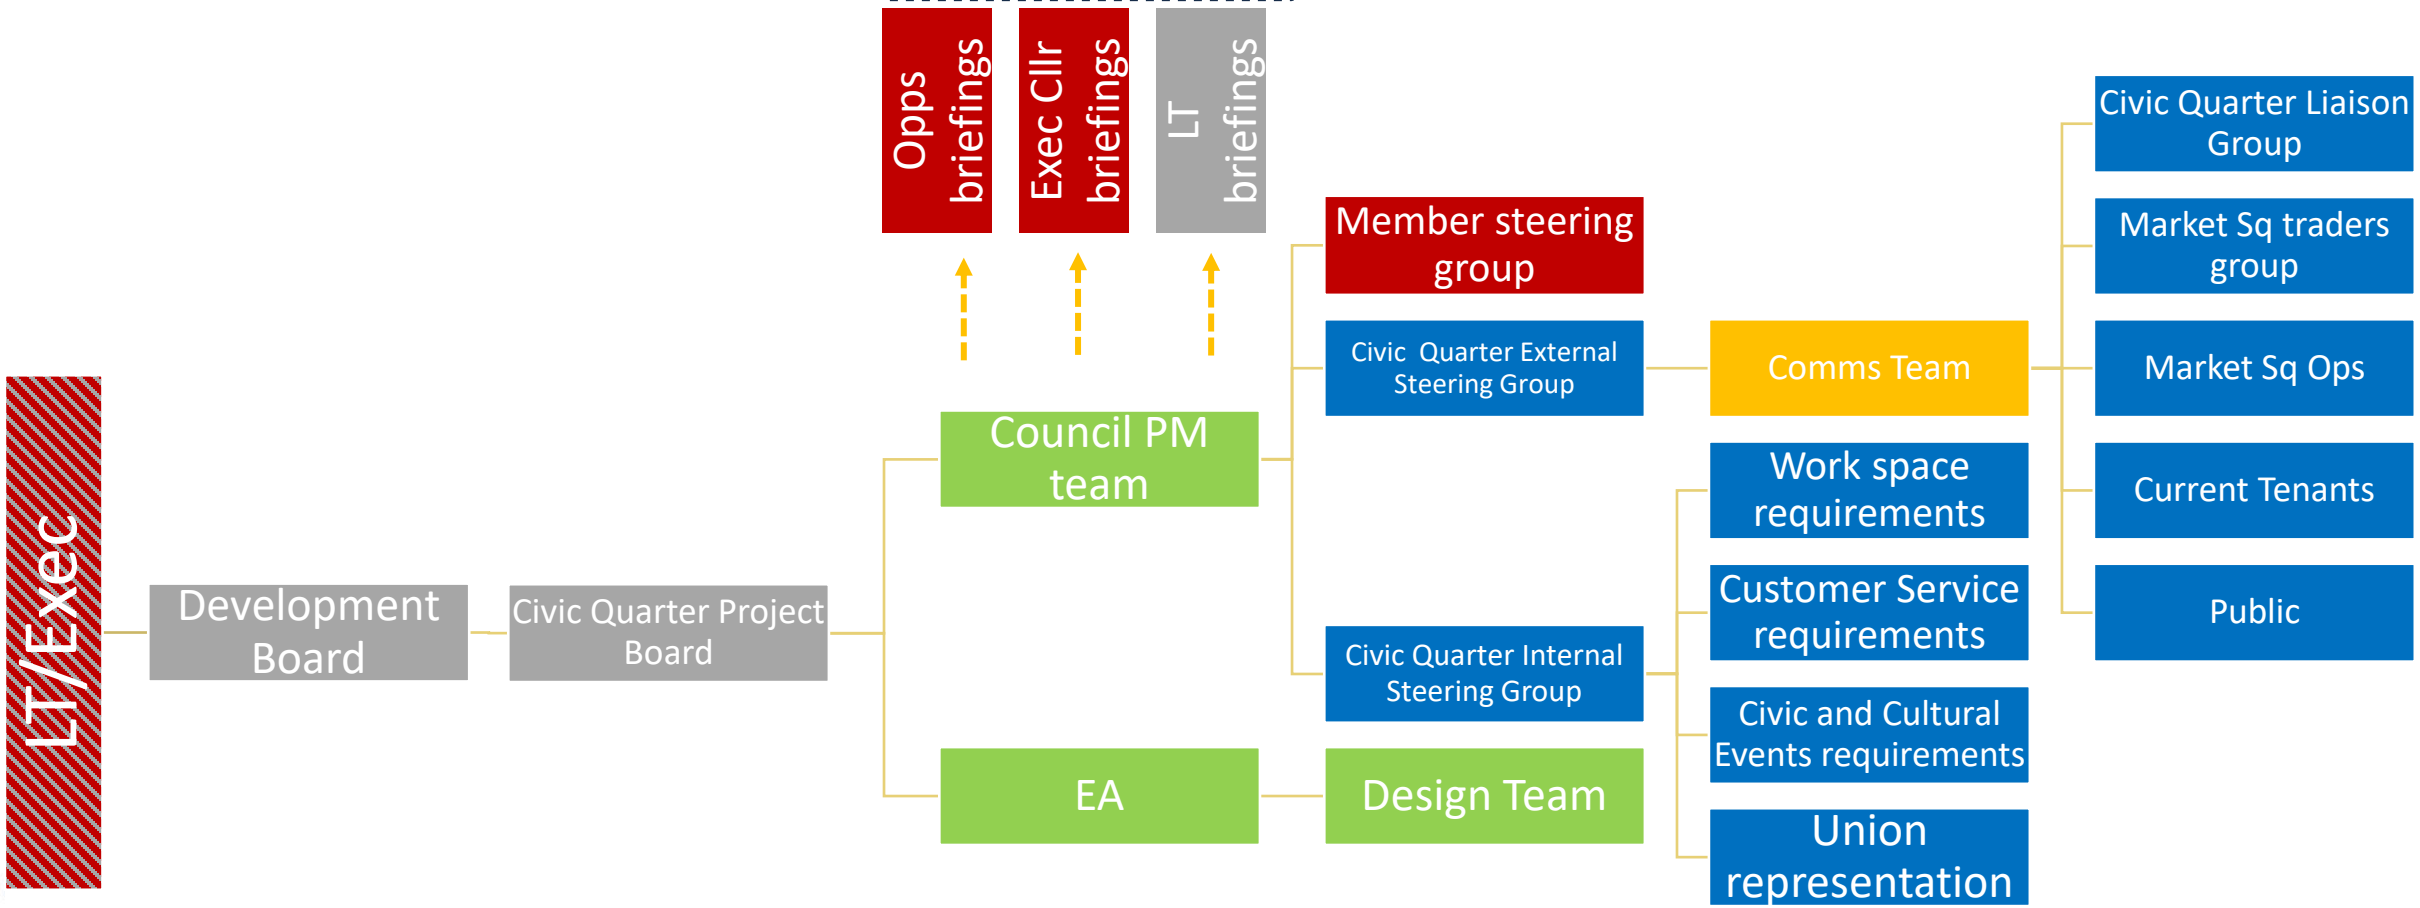 LT/Exec
Development
Board
Civic Quarter Project
Board
Opps
briefings
Exec Cllr
briefings
LT
briefings
Council PM
team
EA
Member steering
group
Civic Quarter External
Steering Group
Civic Quarter Internal
Steering Group
Design Team
Comms Team
Work space
requirements
Customer Service
requirements
Civic and Cultural
Events requirements
Union
representation
Civic Quarter Liaison
Group
Market Sq traders
group
Market Sq Ops
Current Tenants
Public